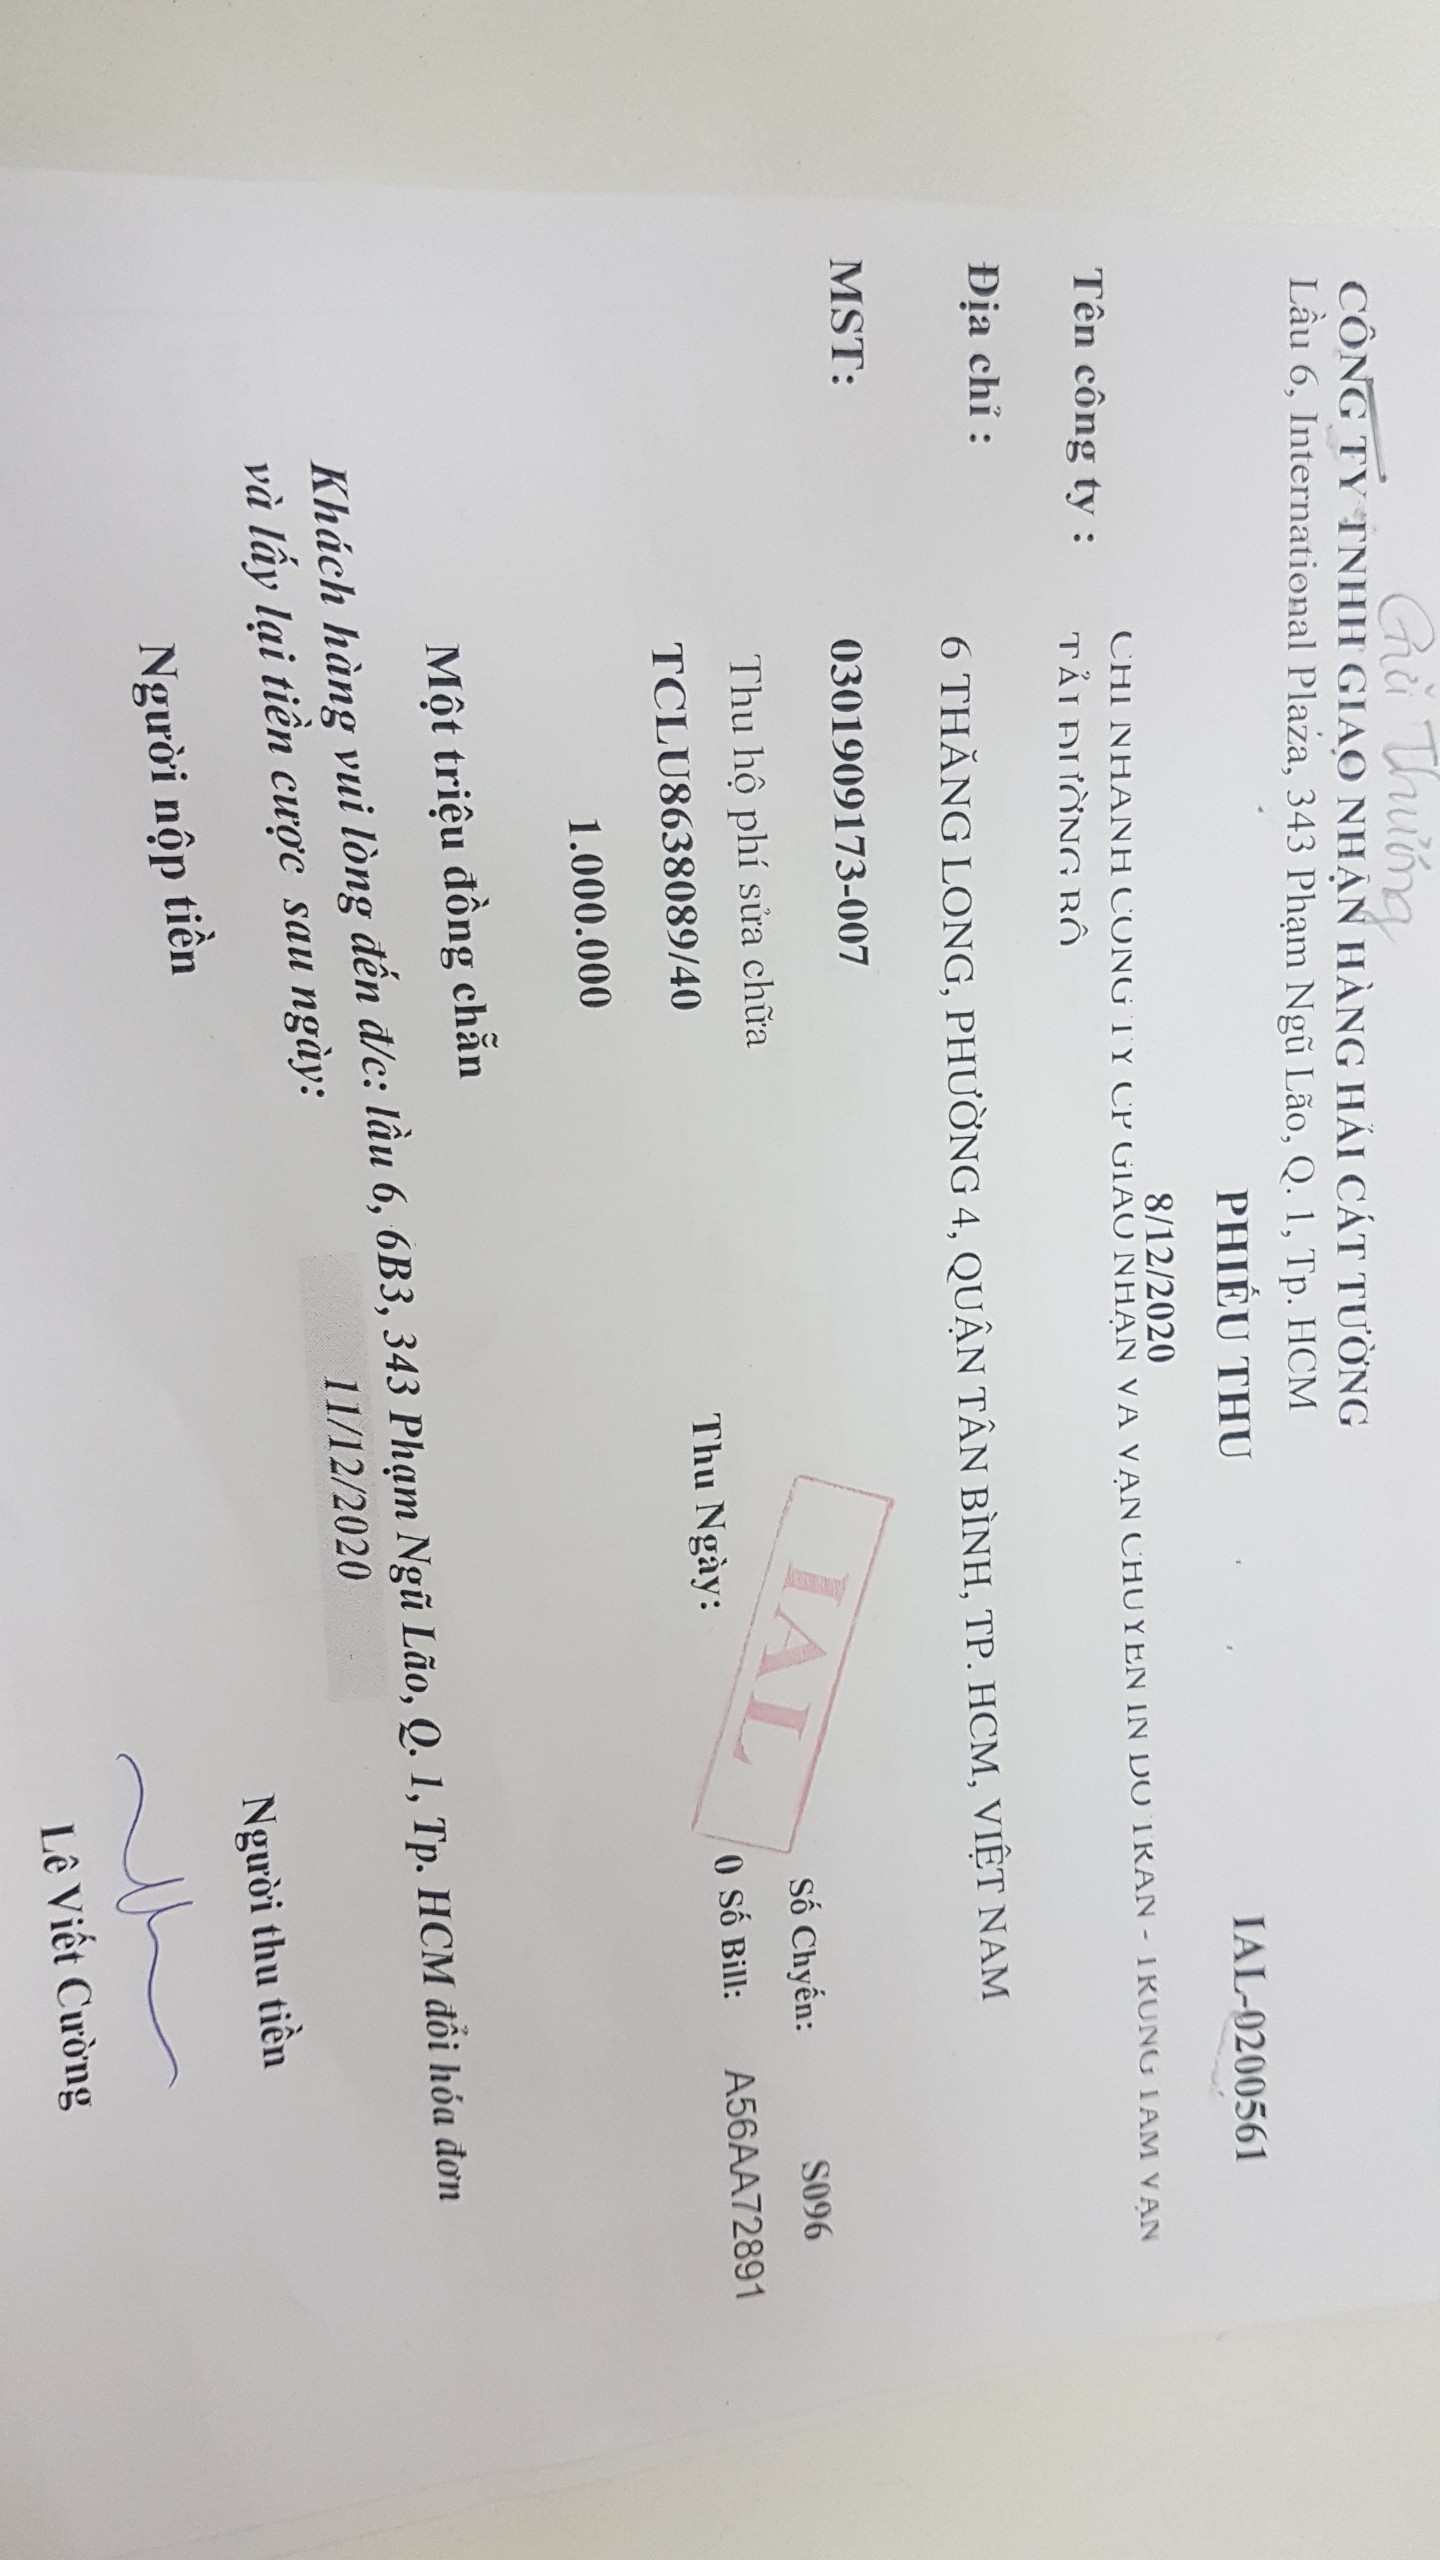 Gửi Thưởng
CÔNG TY TNHH GIAO NHẬN HÀNG HẢI CÁT TƯỜNG
Lầu 6, International Plaza, 343 Phạm Ngũ Lão, Q. 1, Tp. HCM
PHIẾU THU
IAL-0200561
8/12/2020
Tên công ty :
CHI NHÁNH CÔNG TY CP GIAO NHẬN VÀ VẬN CHUYỂN IN DO TRẦN - TRUNG TÂM VẬN
TẢI ĐƯỜNG BỘ
Địa chỉ :
6 THĂNG LONG, PHƯỜNG 4, QUẬN TÂN BÌNH, TP. HCM, VIỆT NAM
MST:
0301909173-007
IAL
Số Chyến:
S096
Thu hộ phí sửa chữa
Thu Ngày:
0 Số Bill:
A56AA72891
TCLU8638089/40
1.000.000
Một triệu đồng chẵn
Khách hàng vui lòng đến đ/c: lầu 6, 6B3, 343 Phạm Ngũ Lão, Q. 1, Tp. HCM đổi hóa đơn
và lấy lại tiền cược sau ngày:
11/12/2020
Người nộp tiền
Người thu tiền
Lê Viết Cường